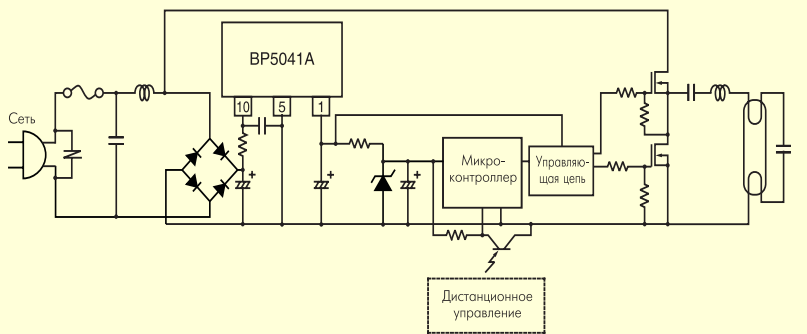 BP5041A
10 5 1
Сеть
+ + +
Микро-
контроллер
Управляю-
щая цепь
Дистанционное
управление